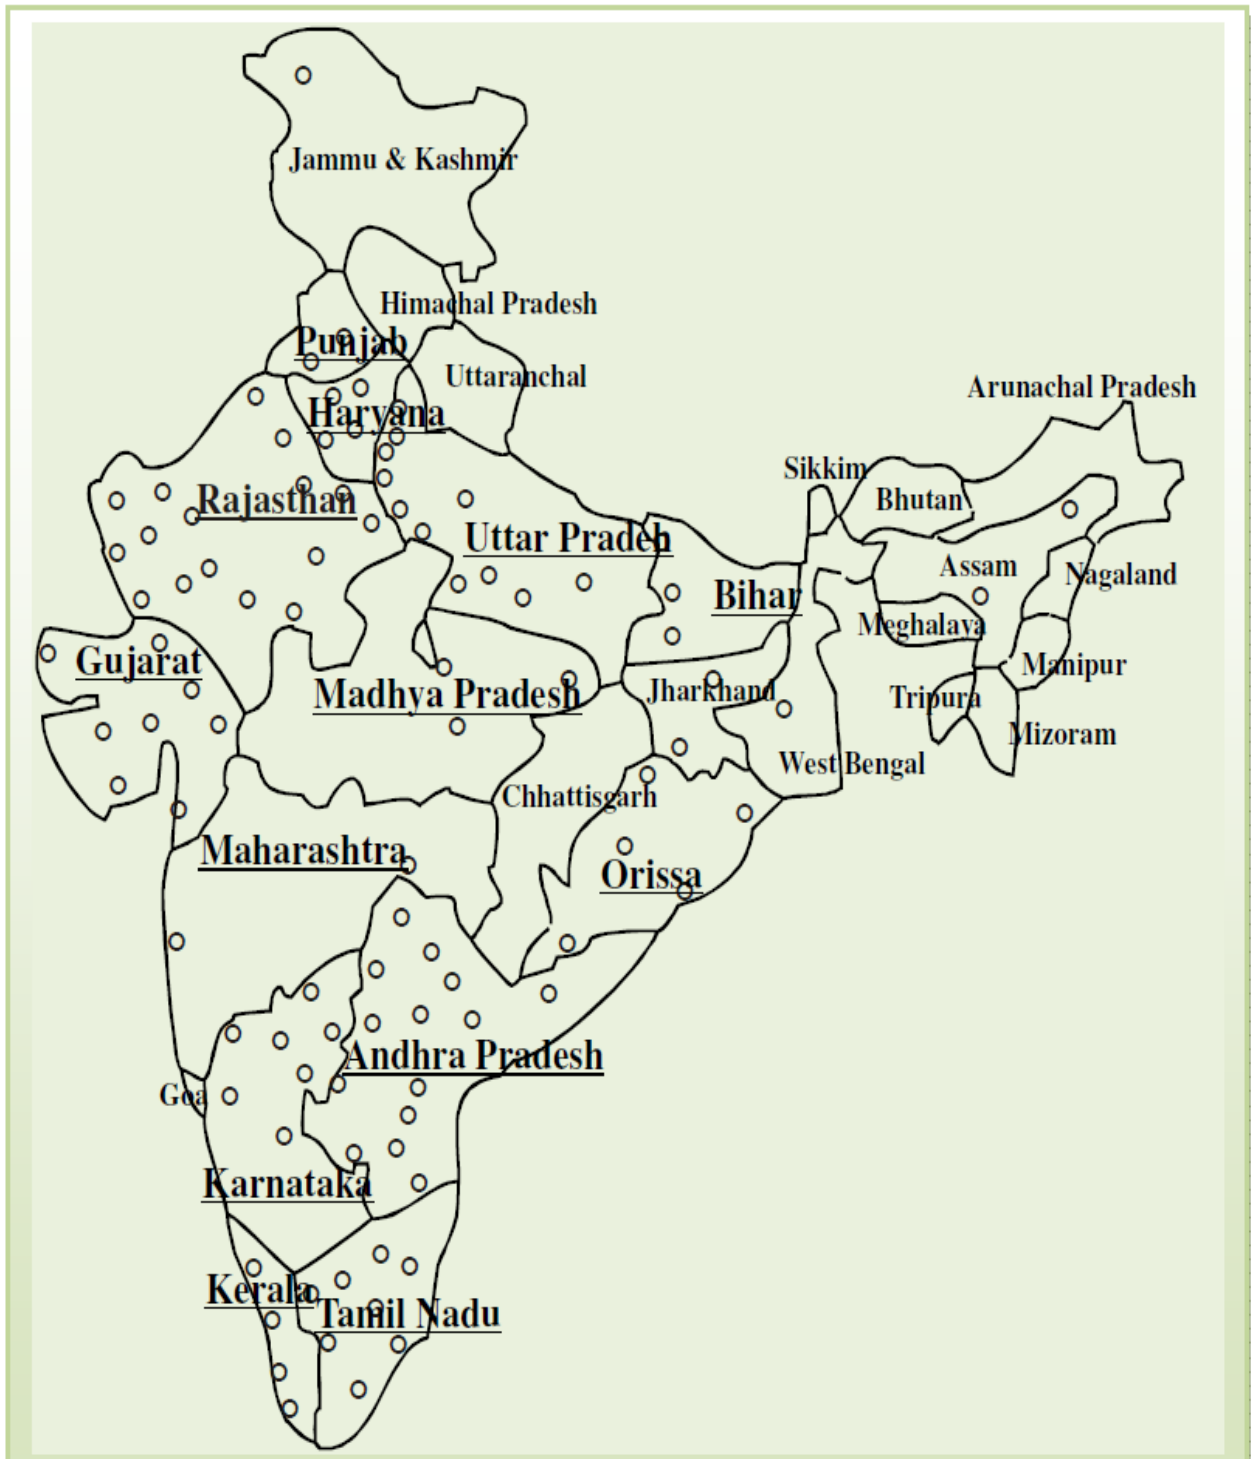 Jammu & Kashmir
Himachal Pradesh
Punjab
Uttaranchal
Arunachal Pradesh
Haryana
Sikkim
Bhutan
Rajasthan
Uttar Pradeh
Assam
Nagaland
Bihar
Meghalaya
Gujarat
Manipur
Madhya Pradesh
Jharkhand
Tripura
Mizoram
West Bengal
Chhattisgarh
Maharashtra
Orissa
Andhra Pradesh
Goa
Karnataka
Kerala
Tamil Nadu